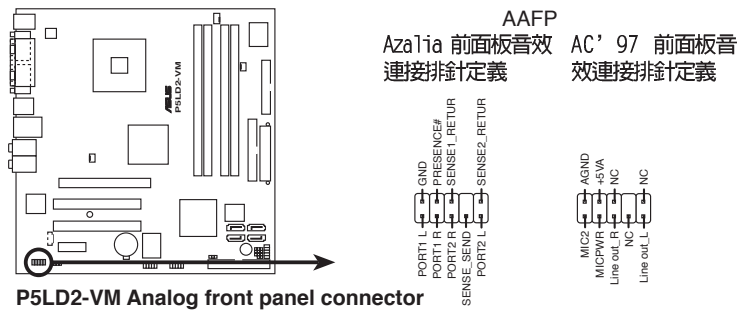 AAFP
Azalia 前面板音效
連接排針定義
AC’97 前面板音
效連接排針定義
ASUS
P5LD2-VM
GND
PRESENCE#
SENSE1_RETUR
SENSE2_RETUR
PORT1 L
PORT1 R
PORT2 R
SENSE_SEND
PORT2 L
AGND
+5VA
NC
NC
MIC2
MICPWR
Line out_R
NC
Line out_L
P5LD2-VM Analog front panel connector